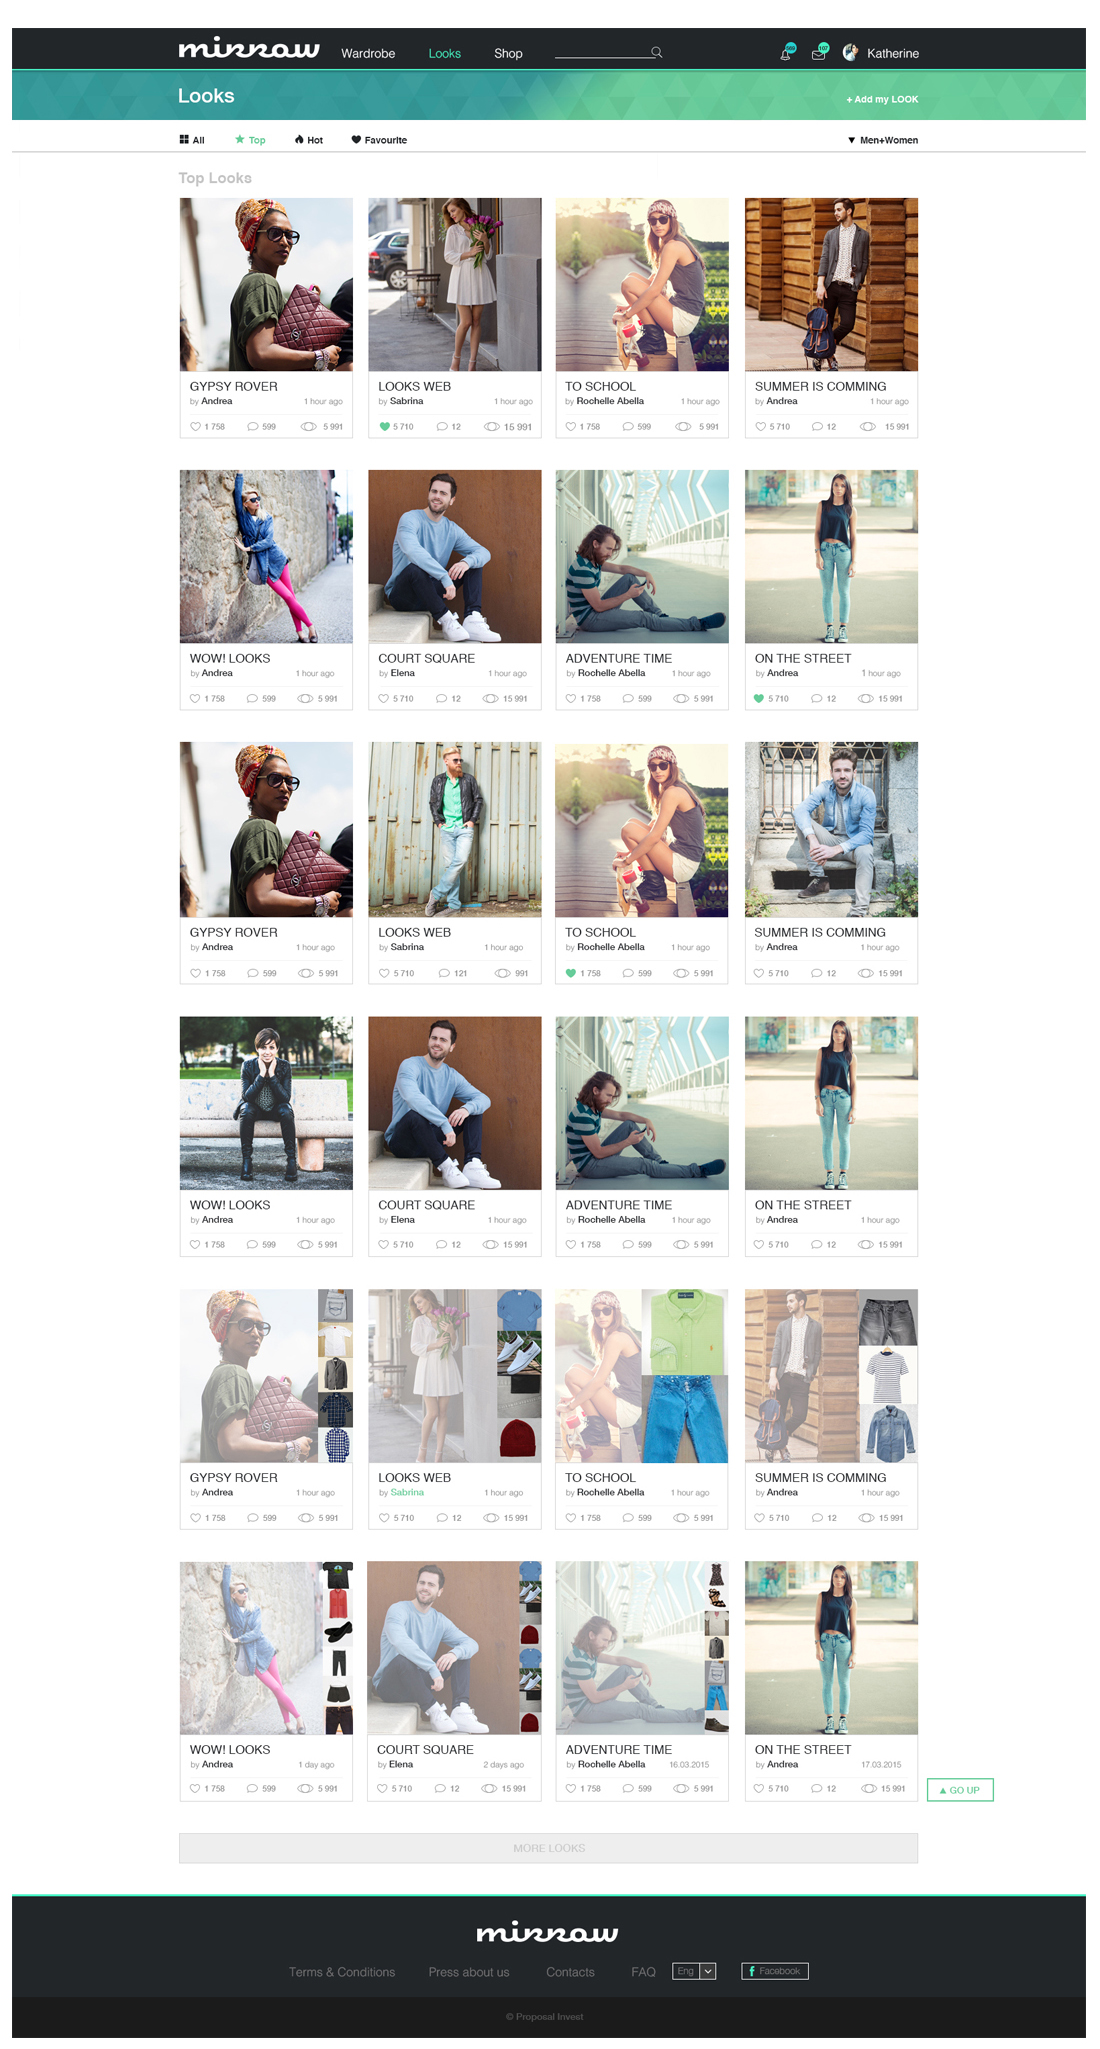 mirraw
Wardrobe Looks Shop
569 107 Katherine
Looks
+ Add my LOOK
All Top Hot Favourite Men+Women
Top Looks
GYPSY ROVER
by Andrea 1 hour ago
1 758 599 5 991
LOOKS WEB
by Sabrina 1 hour ago
5 710 12 15 991
TO SCHOOL
by Rochelle Abella 1 hour ago
1 758 599 5 991
SUMMER IS COMMING
by Andrea 1 hour ago
5 710 12 15 991
WOW! LOOKS
by Andrea 1 hour ago
1 758 599 5 991
COURT SQUARE
by Elena 1 hour ago
5 710 12 15 991
ADVENTURE TIME
by Rochelle Abella 1 hour ago
1 758 599 5 991
ON THE STREET
by Andrea 1 hour ago
5 710 12 15 991
GYPSY ROVER
by Andrea 1 hour ago
1 758 599 5 991
LOOKS WEB
by Sabrina 1 hour ago
5 710 121 991
TO SCHOOL
by Rochelle Abella 1 hour ago
1 758 599 5 991
SUMMER IS COMMING
by Andrea 1 hour ago
5 710 12 15 991
WOW! LOOKS
by Andrea 1 hour ago
1 758 599 5 991
COURT SQUARE
by Elena 1 hour ago
5 710 12 15 991
ADVENTURE TIME
by Rochelle Abella 1 hour ago
1 758 599 5 991
ON THE STREET
by Andrea 1 hour ago
5 710 12 15 991
GYPSY ROVER
by Andrea 1 hour ago
1 758 599 5 991
LOOKS WEB
by Sabrina 1 hour ago
5 710 12 15 991
TO SCHOOL
by Rochelle Abella 1 hour ago
1 758 599 5 991
SUMMER IS COMMING
by Andrea 1 hour ago
5 710 12 15 991
WOW! LOOKS
by Andrea 1 day ago
1 758 599 5 991
COURT SQUARE
by Elena 2 days ago
5 710 12 15 991
ADVENTURE TIME
by Rochelle Abella 16.03.2015
1 758 599 5 991
ON THE STREET
by Andrea 17.03.2015
5 710 12 15 991
GO UP
MORE LOOKS
mirraw
Terms & Conditions Press about us Contacts FAQ Eng Facebook
© Proposal Invest